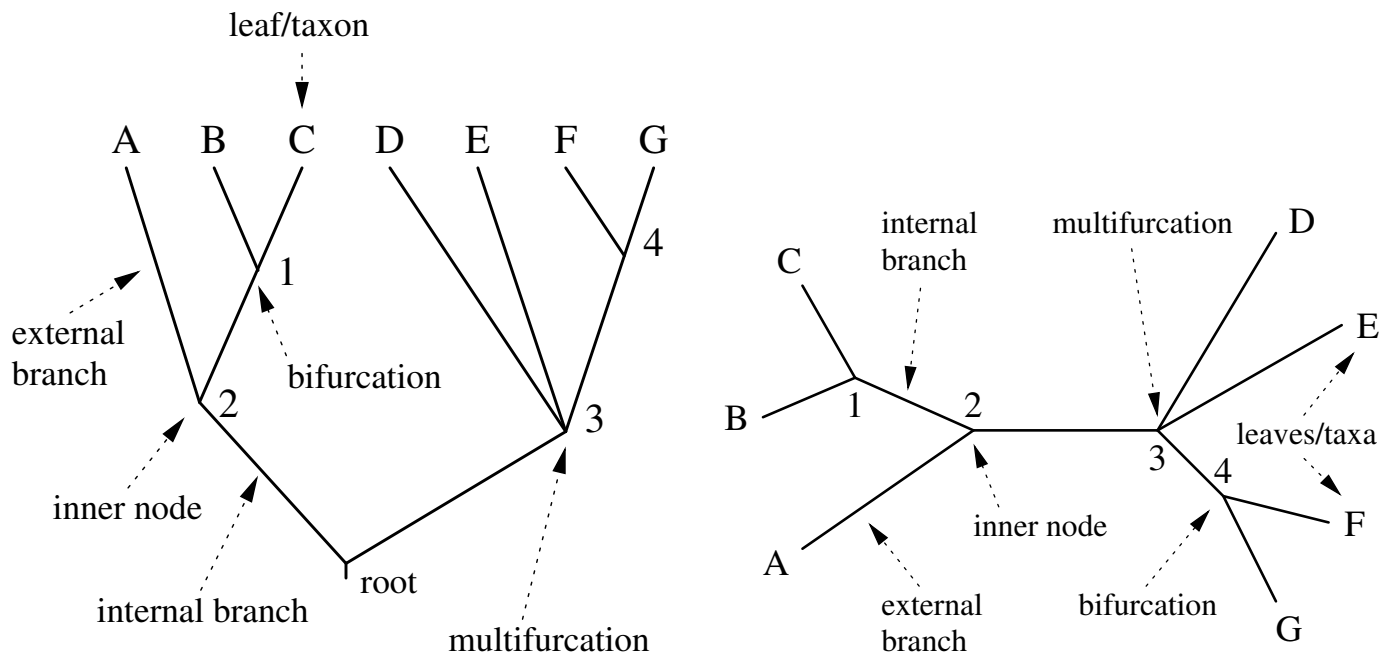 leaf/taxon
A B C D E F G
4
1
external
branch
bifurcation
2
3
inner node
root
internal branch
multifurcation
internal
branch
multifurcation
D
C
E
B
1
2
3
leaves/taxa
4
A
inner node
F
external
branch
bifurcation
G